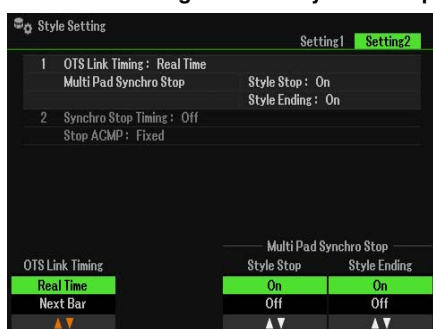 Style Setting
Setting1 Setting2
1 OTS Link Timing : Real Time
Multi Pad Synchro Stop Style Stop : On
Style Ending : On
2 Synchro Stop Timing : Off
Stop ACMP : Fixed
Multi Pad Synchro Stop
OTS Link Timing Style Stop Style Ending
Real Time On On
Next Bar Off Off